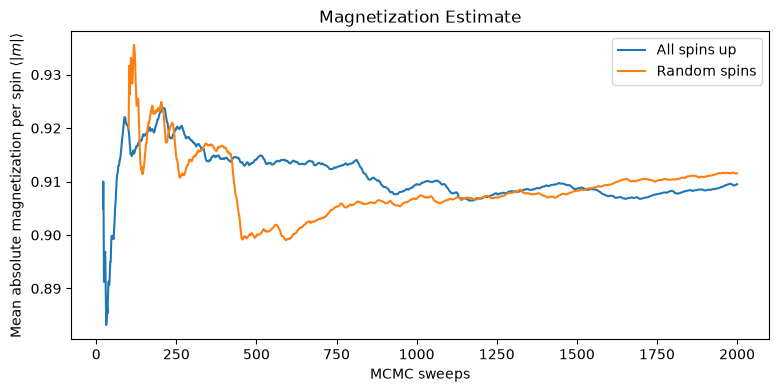 Magnetization Estimate
Mean absolute magnetization per spin ⟨|m|⟩
0.93
0.92
0.91
0.90
0.89
All spins up
Random spins
0 250 500 750 1000 1250 1500 1750 2000
MCMC sweeps